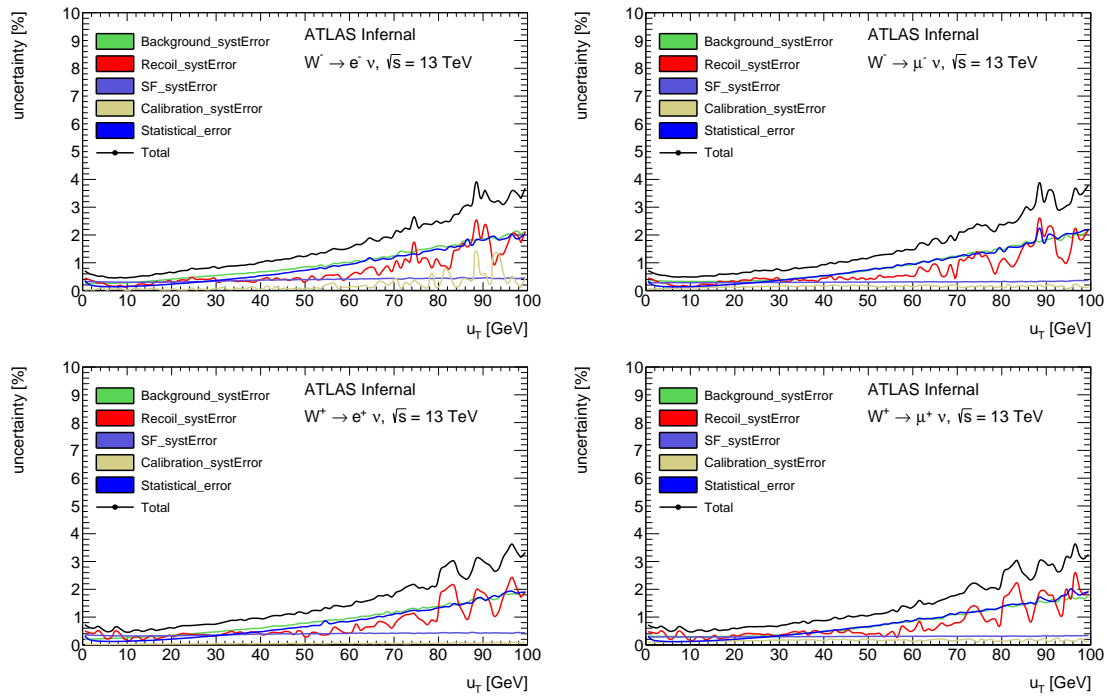 uncertainty [%]
10
9
8
7
6
5
4
3
2
1
0
Background_systError
Recoil_systError
SF_systError
Calibration_systError
Statistical_error
Total
ATLAS Internal
W⁻ → e⁻ ν, √s = 13 TeV
0 10 20 30 40 50 60 70 80 90 100
u_T [GeV]
uncertainty [%]
10
9
8
7
6
5
4
3
2
1
0
Background_systError
Recoil_systError
SF_systError
Calibration_systError
Statistical_error
Total
ATLAS Internal
W⁻ → μ⁻ ν, √s = 13 TeV
0 10 20 30 40 50 60 70 80 90 100
u_T [GeV]
uncertainty [%]
10
9
8
7
6
5
4
3
2
1
0
Background_systError
Recoil_systError
SF_systError
Calibration_systError
Statistical_error
Total
ATLAS Internal
W⁺ → e⁺ ν, √s = 13 TeV
0 10 20 30 40 50 60 70 80 90 100
u_T [GeV]
uncertainty [%]
10
9
8
7
6
5
4
3
2
1
0
Background_systError
Recoil_systError
SF_systError
Calibration_systError
Statistical_error
Total
ATLAS Internal
W⁺ → μ⁺ ν, √s = 13 TeV
0 10 20 30 40 50 60 70 80 90 100
u_T [GeV]